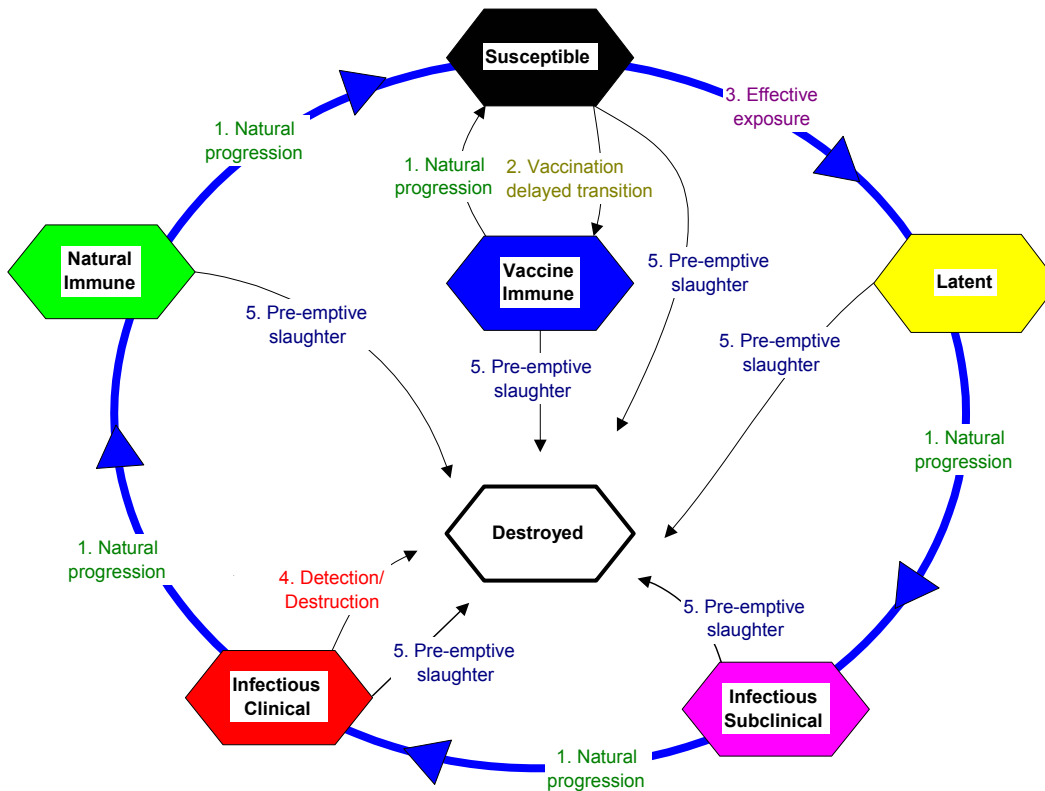 Susceptible
3. Effective
exposure
1. Natural
progression
1. Natural
progression
2. Vaccination
delayed transition
Natural
Immune
Vaccine
Immune
5. Pre-emptive
slaughter
Latent
5. Pre-emptive
slaughter
5. Pre-emptive
slaughter
5. Pre-emptive
slaughter
1. Natural
progression
Destroyed
1. Natural
progression
4. Detection/
Destruction
5. Pre-emptive
slaughter
5. Pre-emptive
slaughter
Infectious
Clinical
Infectious
Subclinical
1. Natural
progression